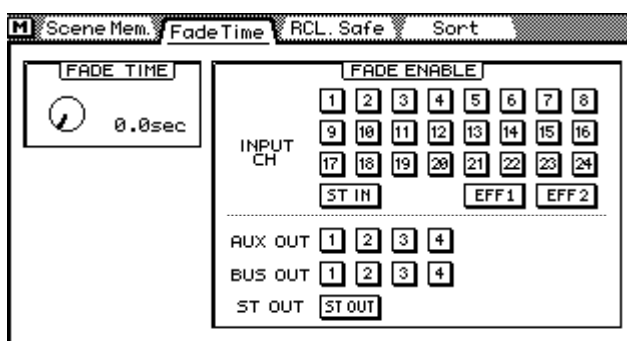 M Scene Mem. Fade Time RCL. Safe Sort
FADE TIME
0.0sec
FADE ENABLE
INPUT CH
1 2 3 4 5 6 7 8
9 10 11 12 13 14 15 16
17 18 19 20 21 22 23 24
ST IN EFF1 EFF2
AUX OUT 1 2 3 4
BUS OUT 1 2 3 4
ST OUT ST OUT